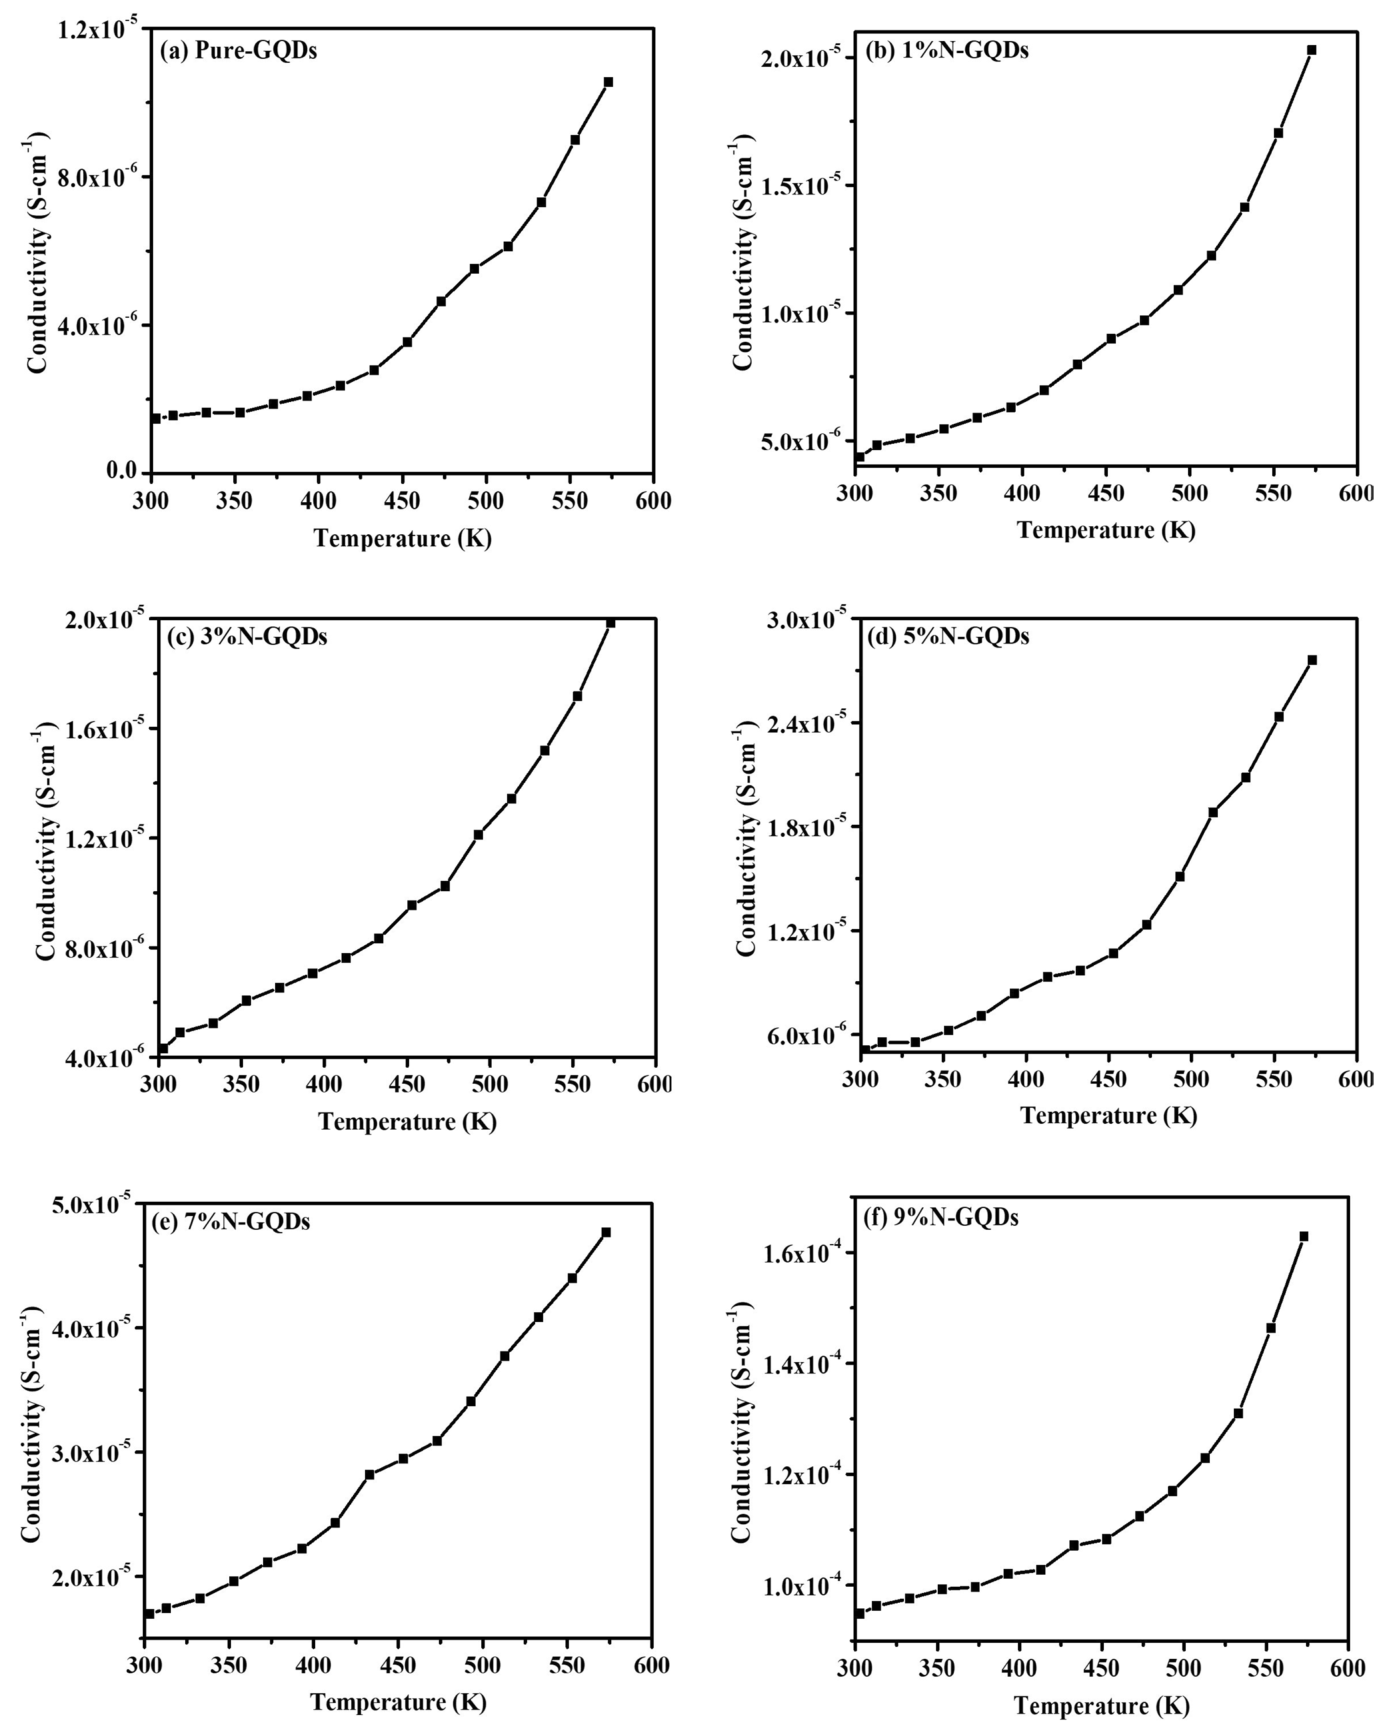 (a) Pure-GQDs
1.2x10⁻⁵
8.0x10⁻⁶
4.0x10⁻⁶
0.0
Conductivity (S-cm⁻¹)
300 350 400 450 500 550 600
Temperature (K)
(b) 1%N-GQDs
2.0x10⁻⁵
1.5x10⁻⁵
1.0x10⁻⁵
5.0x10⁻⁶
Conductivity (S-cm⁻¹)
300 350 400 450 500 550 600
Temperature (K)
(c) 3%N-GQDs
2.0x10⁻⁵
1.6x10⁻⁵
1.2x10⁻⁵
8.0x10⁻⁶
4.0x10⁻⁶
Conductivity (S-cm⁻¹)
300 350 400 450 500 550 600
Temperature (K)
(d) 5%N-GQDs
3.0x10⁻⁵
2.4x10⁻⁵
1.8x10⁻⁵
1.2x10⁻⁵
6.0x10⁻⁶
Conductivity (S-cm⁻¹)
300 350 400 450 500 550 600
Temperature (K)
(e) 7%N-GQDs
5.0x10⁻⁵
4.0x10⁻⁵
3.0x10⁻⁵
2.0x10⁻⁵
Conductivity (S-cm⁻¹)
300 350 400 450 500 550 600
Temperature (K)
(f) 9%N-GQDs
1.6x10⁻⁴
1.4x10⁻⁴
1.2x10⁻⁴
1.0x10⁻⁴
Conductivity (S-cm⁻¹)
300 350 400 450 500 550 600
Temperature (K)